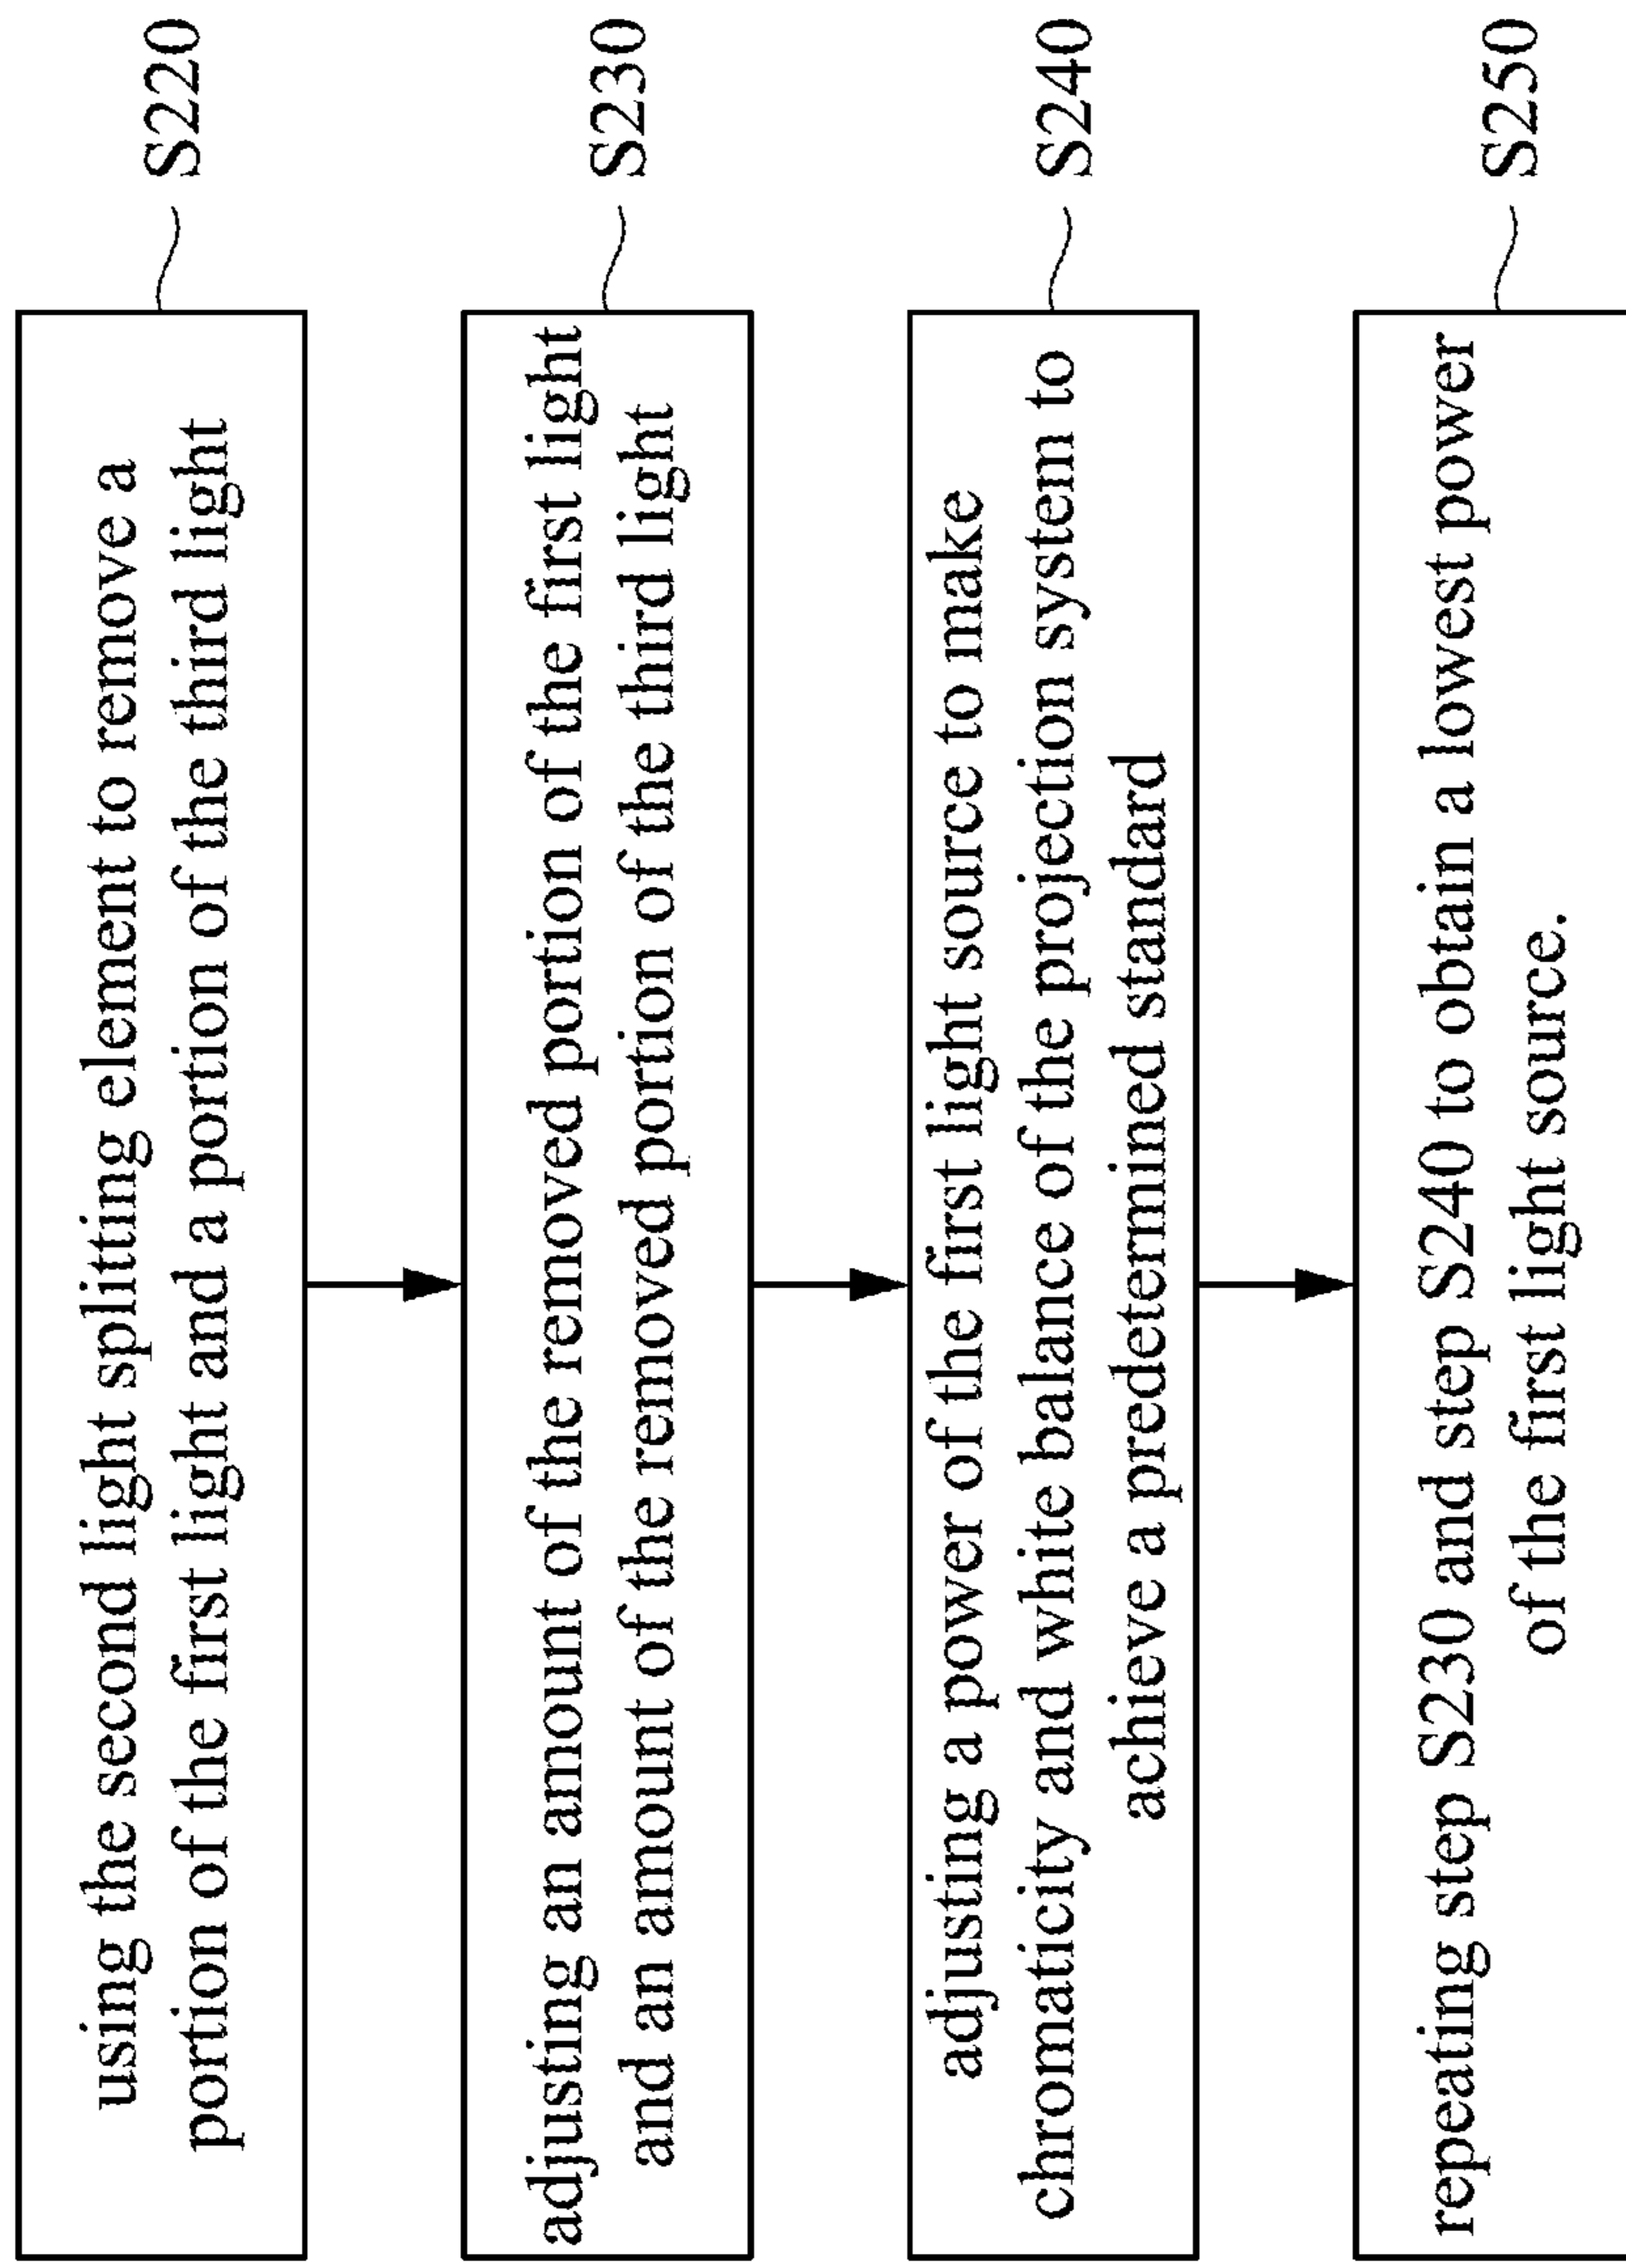 using the second light splitting element to remove a
portion of the first light and a portion of the third light
S220
adjusting an amount of the removed portion of the first light
and an amount of the removed portion of the third light
S230
adjusting a power of the first light source to make
chromaticity and white balance of the projection system to
achieve a predetermined standard
S240
repeating step S230 and step S240 to obtain a lowest power
of the first light source.
S250